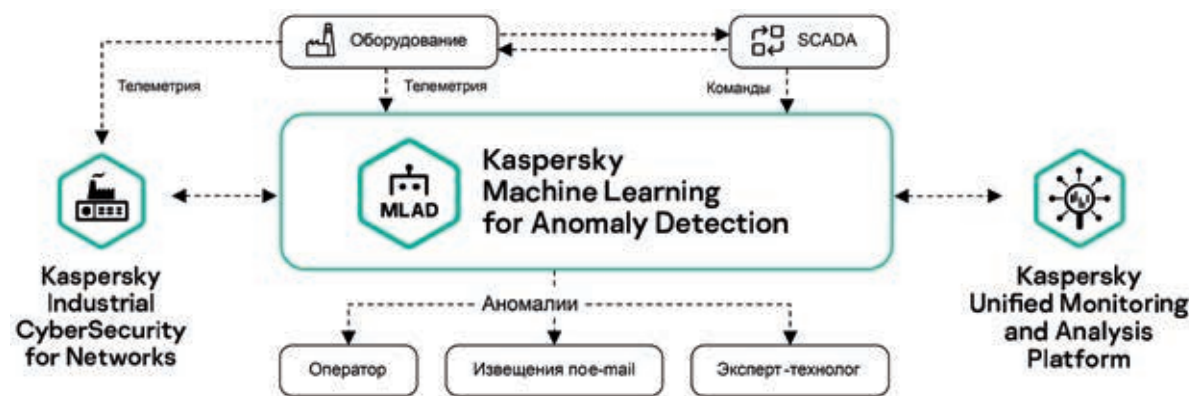 Оборудование
SCADA
Телеметрия
Телеметрия
Команды
MLAD
Kaspersky
Machine Learning
for Anomaly Detection
Kaspersky
Industrial
CyberSecurity
for Networks
Kaspersky
Unified Monitoring
and Analysis
Platform
Аномалии
Оператор
Извещения пое-mail
Эксперт-технолог